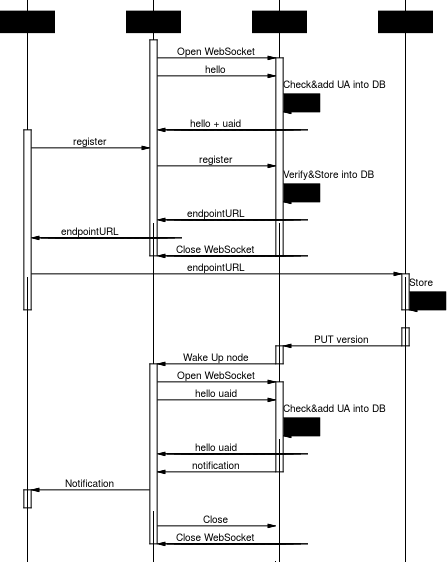 Open WebSocket
hello
Check&add UA into DB
hello + uaid
register
register
Verify&Store into DB
endpointURL
endpointURL
Close WebSocket
endpointURL
Store
PUT version
Wake Up node
Open WebSocket
hello uaid
Check&add UA into DB
hello uaid
notification
Notification
Close
Close WebSocket